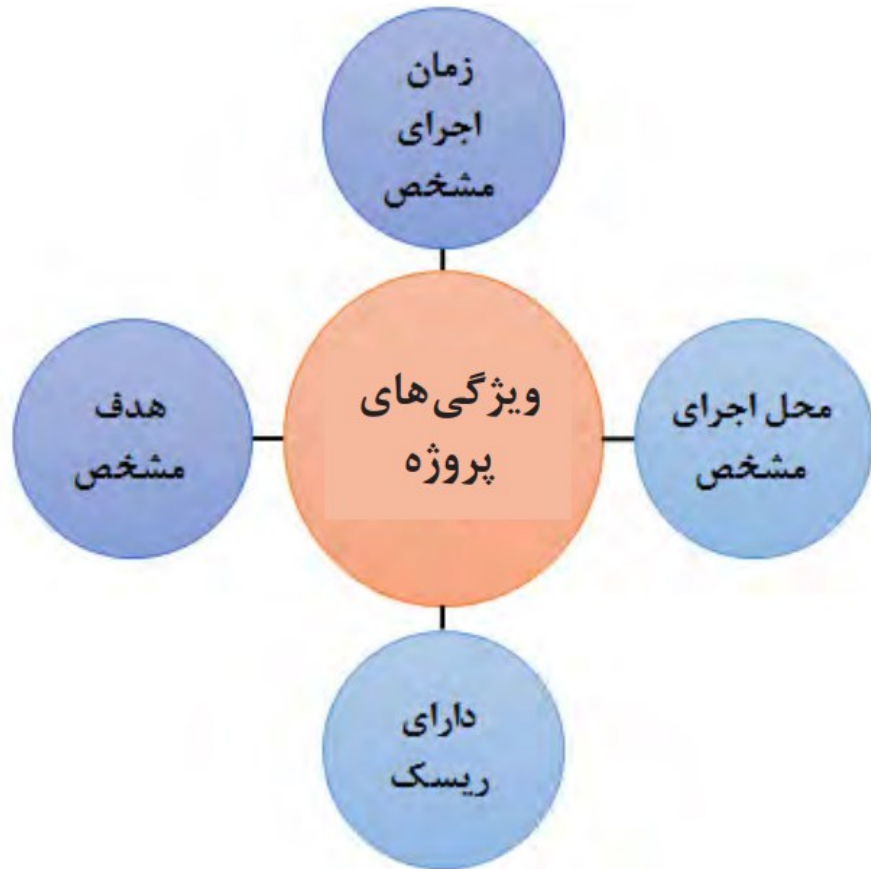 زمان
اجرای
مشخص
ویژگی‌های
پروژه
محل اجرای
مشخص
هدف
مشخص
دارای
ریسک